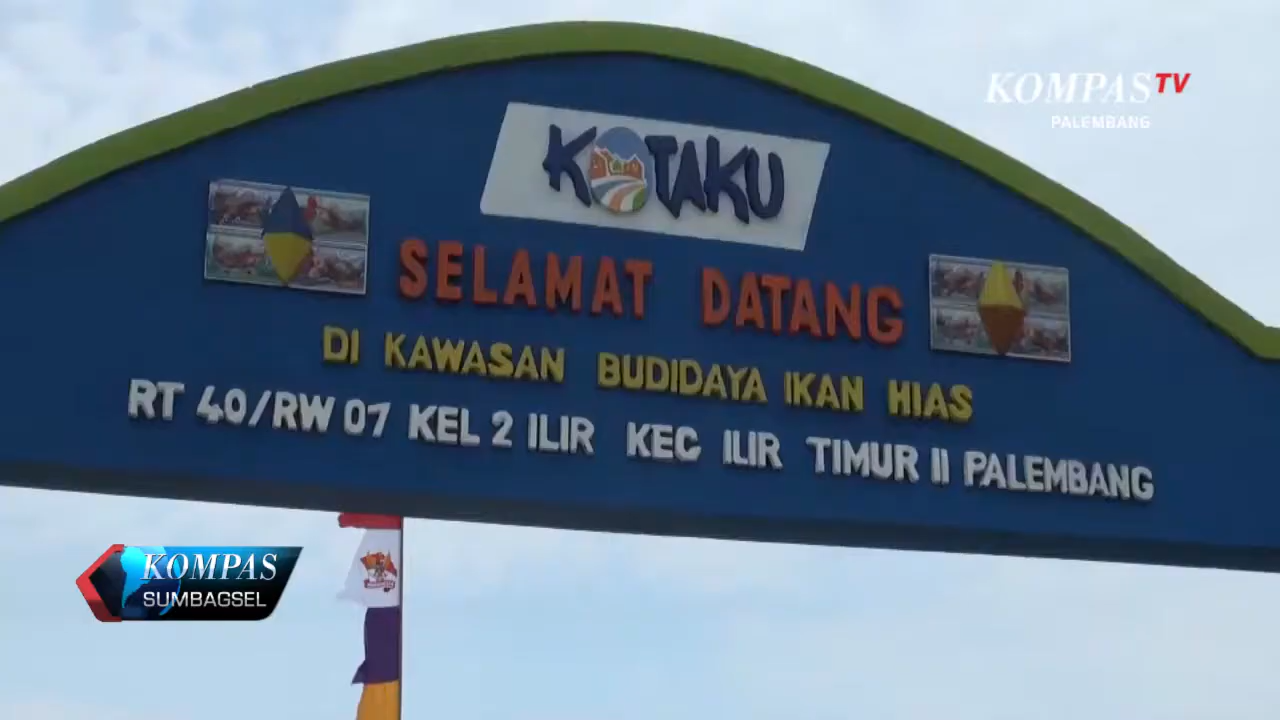 KOMPAS TV
PALEMBANG
KOTAKU
SELAMAT DATANG
DI KAWASAN BUDIDAYA IKAN HIAS
RT 40/RW 07 KEL 2 ILIR KEC ILIR TIMUR II PALEMBANG
KOMPAS
SUMBAGSEL